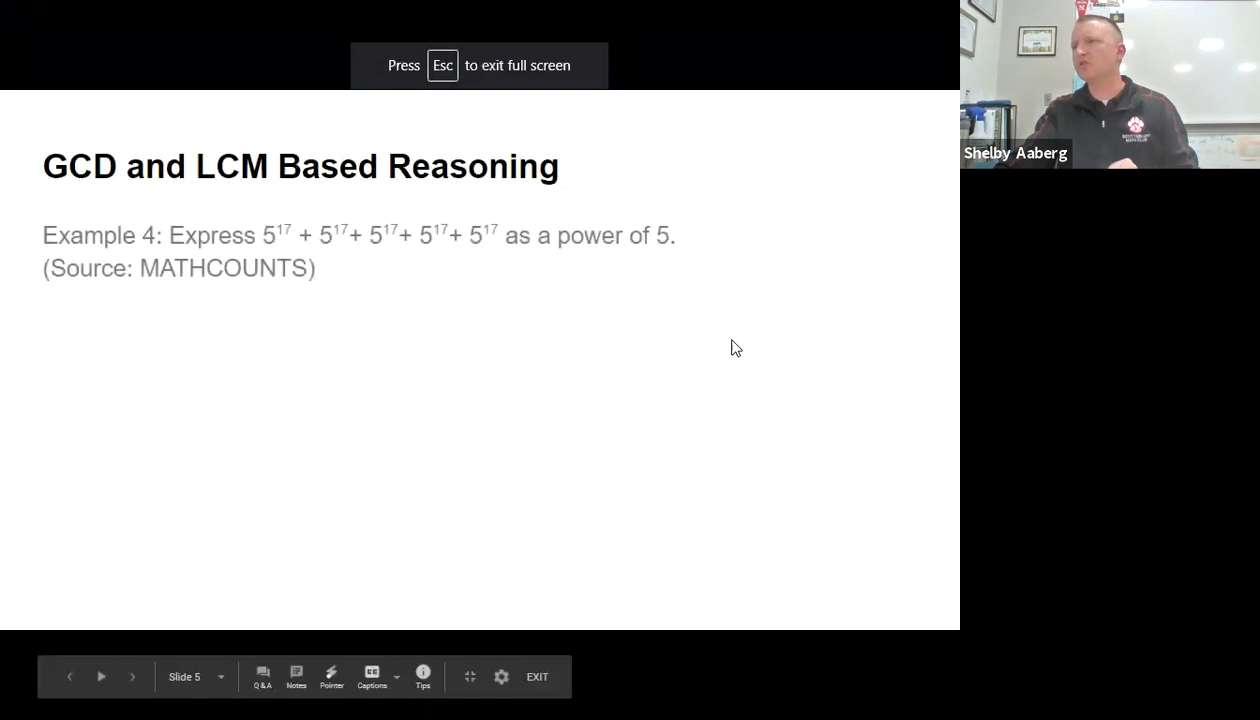 Press Esc to exit full screen
Shelby Aaberg
GCD and LCM Based Reasoning
Example 4: Express 5¹⁷ + 5¹⁷+ 5¹⁷+ 5¹⁷+ 5¹⁷ as a power of 5.
(Source: MATHCOUNTS)
Slide 5
Q&A
Notes
Pointer
CC
Captions
Tips
EXIT